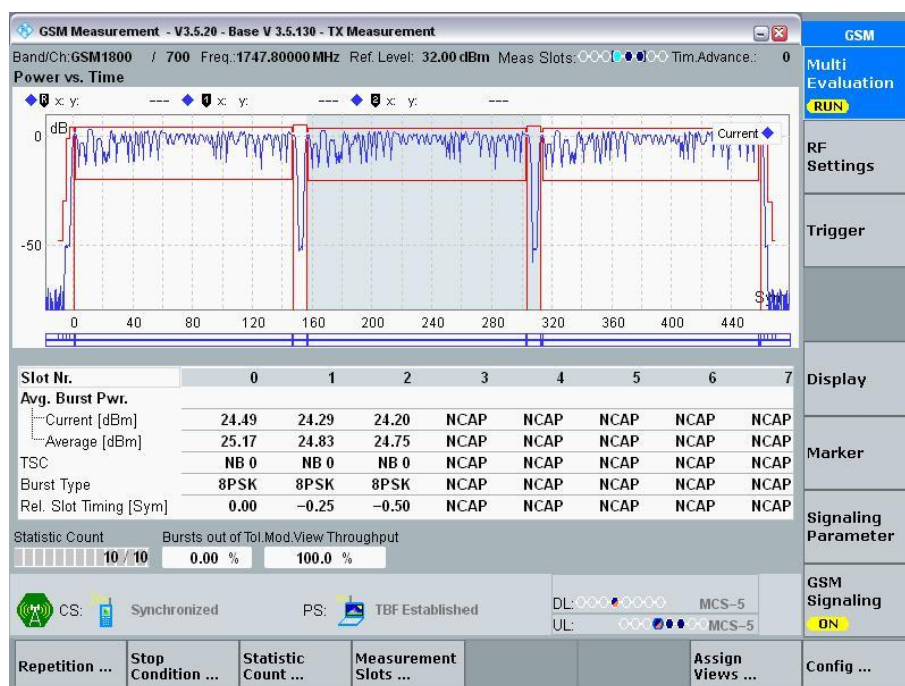 GSM Measurement - V3.5.20 - Base V 3.5.130 - TX Measurement
Band/Ch:GSM1800 / 700 Freq.:1747.80000 MHz Ref. Level: 32.00 dBm Meas Slots: Tim.Advance.: 0
Power vs. Time
x: y: --- x: y: --- x: y: ---
dB
Current
0
-50
0 40 80 120 160 200 240 280 320 360 400 440
Slot Nr. 0 1 2 3 4 5 6 7
Avg. Burst Pwr.
Current [dBm] 24.49 24.29 24.20 NCAP NCAP NCAP NCAP NCAP
Average [dBm] 25.17 24.83 24.75 NCAP NCAP NCAP NCAP NCAP
TSC NB 0 NB 0 NB 0 NCAP NCAP NCAP NCAP NCAP
Burst Type 8PSK 8PSK 8PSK NCAP NCAP NCAP NCAP NCAP
Rel. Slot Timing [Sym] 0.00 −0.25 −0.50 NCAP NCAP NCAP NCAP NCAP
Statistic Count Bursts out of Tol.Mod.View Throughput
10 / 10 0.00 % 100.0 %
CS: Synchronized PS: TBF Established DL: MCS−5
UL: MCS−5
Repetition ...
Stop
Condition ...
Statistic
Count ...
Measurement
Slots ...
Assign
Views ...
GSM
Multi
Evaluation
RUN
RF
Settings
Trigger
Display
Marker
Signaling
Parameter
GSM
Signaling
ON
Config ...